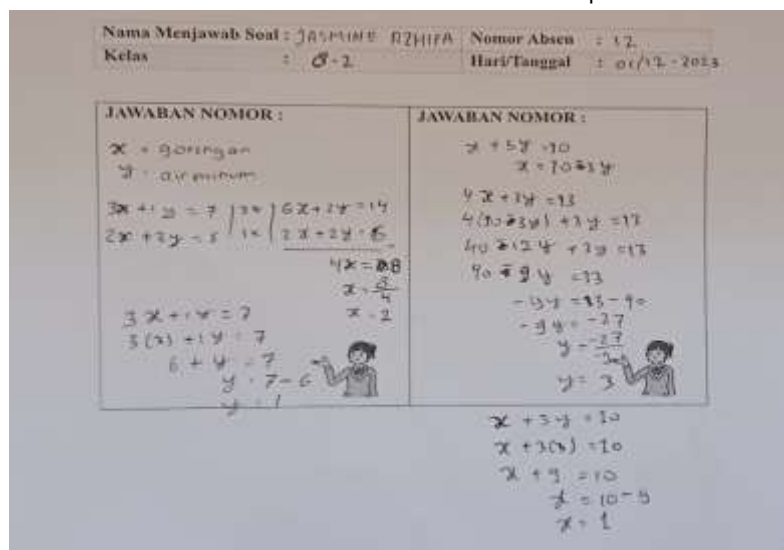 Nama Menjawab Soal : JASMINE AZHIFA Nomor Absen : 12
Kelas : 8-2 Hari/Tanggal : 01/12-2023
JAWABAN NOMOR :
x = gorengan
y = air minum
3x + 1y = 7 | 2x | 6x + 2y = 14
2x + 2y = 6 | 1x | 2x + 2y = 6
4x = 8
x = 8/4
x = 2
3x + 1y = 7
3(2) + 1y = 7
6 + y = 7
y = 7 - 6
y = 1
JAWABAN NOMOR :
x + 3y = 10
x = 10 - 3y
4x + 3y = 13
4(10 - 3y) + 3y = 13
40 - 12y + 3y = 13
40 - 9y = 13
-9y = 13 - 40
-9y = -27
y = -27/-9
y = 3
x + 3y = 10
x + 3(3) = 10
x + 9 = 10
x = 10 - 9
x = 1